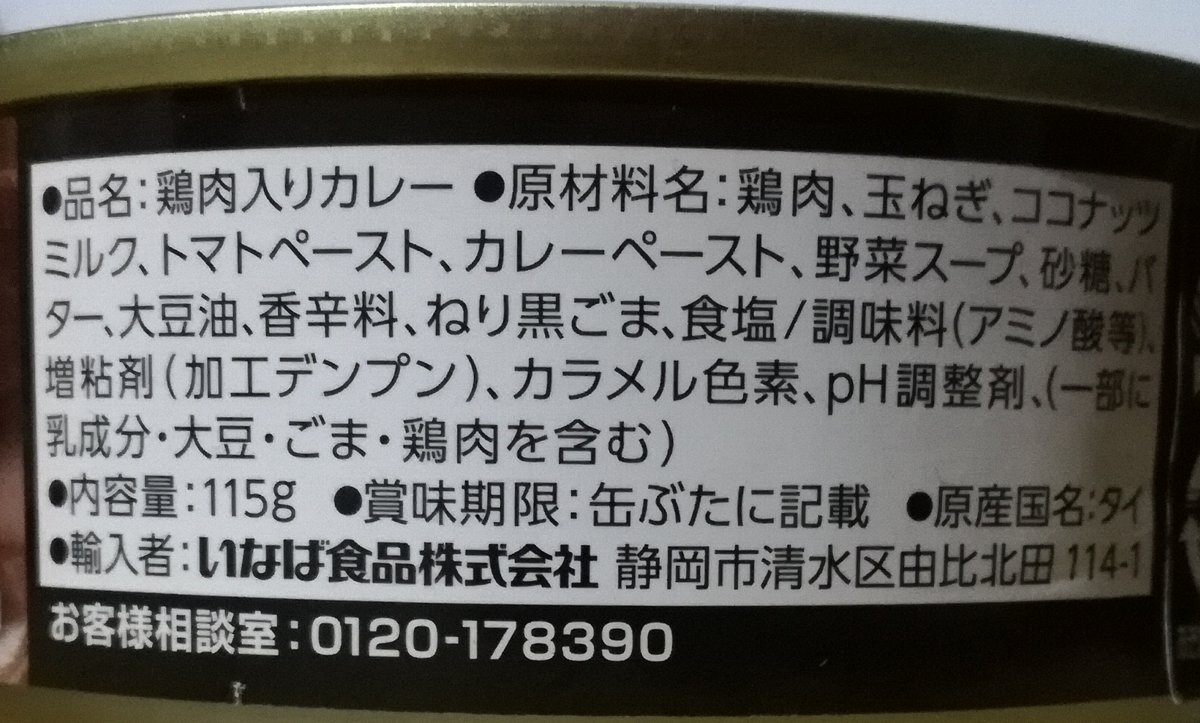 ●品名:鶏肉入りカレー ●原材料名:鶏肉、玉ねぎ、ココナッツ
ミルク、トマトペースト、カレーペースト、野菜スープ、砂糖、バ
ター、大豆油、香辛料、ねり黒ごま、食塩/調味料(アミノ酸等)、
増粘剤(加工デンプン)、カラメル色素、pH調整剤、(一部に
乳成分・大豆・ごま・鶏肉を含む)
●内容量:115g ●賞味期限:缶ぶたに記載 ●原産国名:タイ
●輸入者:いなば食品株式会社 静岡市清水区由比北田114-1
お客様相談室:0120-178390